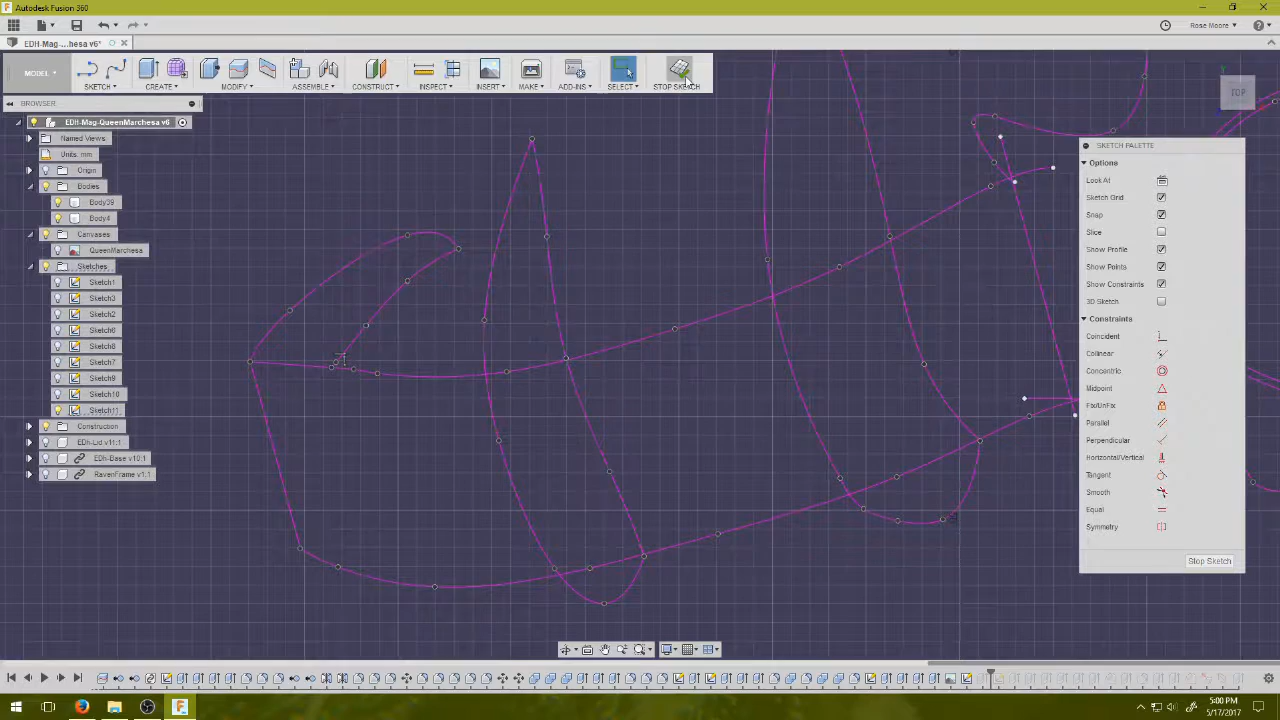 Autodesk Fusion 360
Rose Moore
EDH-Mag-...hesa v6*
MODEL
SKETCH
CREATE
MODIFY
ASSEMBLE
CONSTRUCT
INSPECT
INSERT
MAKE
ADD-INS
SELECT
STOP SKETCH
BROWSER
EDH-Mag-QueenMarchesa v6
Named Views
Units: mm
Origin
Bodies
Body39
Body4
Canvases
QueenMarchesa
Sketches
Sketch1
Sketch3
Sketch2
Sketch6
Sketch8
Sketch7
Sketch9
Sketch10
Sketch11
Construction
EDh-Lid v11:1
EDh-Base v10:1
RavenFrame v1:1
TOP
SKETCH PALETTE
Options
Look At
Sketch Grid
Snap
Slice
Show Profile
Show Points
Show Constraints
3D Sketch
Constraints
Coincident
Collinear
Concentric
Midpoint
Fix/UnFix
Parallel
Perpendicular
Horizontal/Vertical
Tangent
Smooth
Equal
Symmetry
Stop Sketch
5:00 PM
5/17/2017